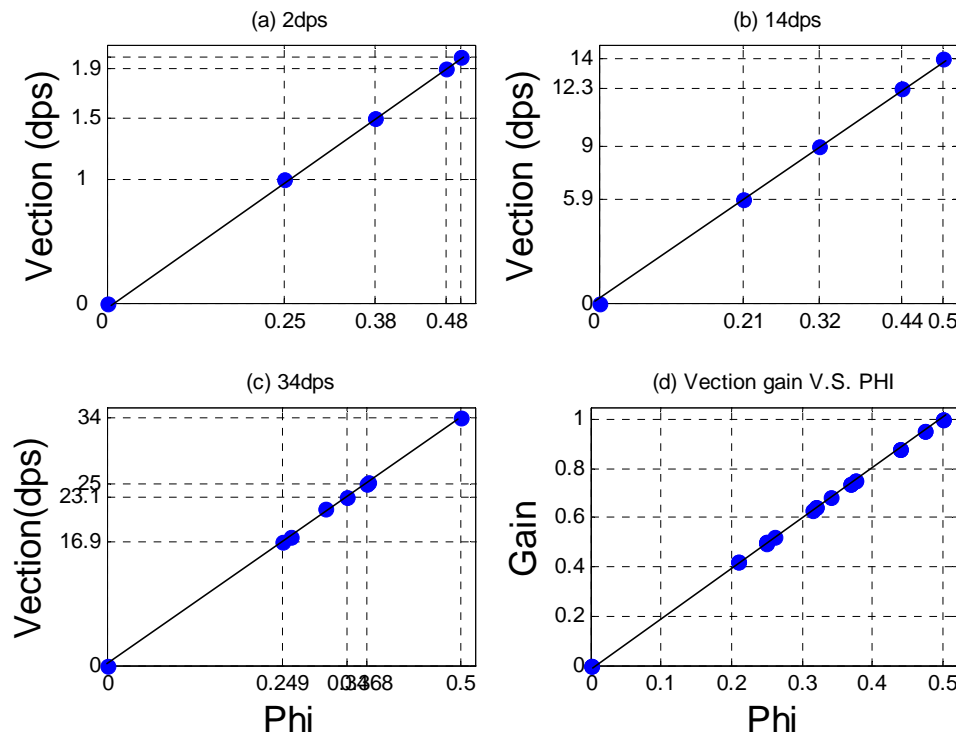 (a) 2dps
Vection (dps)
1.9
1.5
1
0
0 0.25 0.38 0.48
(b) 14dps
Vection (dps)
14
12.3
9
5.9
0
0 0.21 0.32 0.44 0.5
(c) 34dps
Vection(dps)
34
25
23.1
16.9
0
0 0.249 0.5
Phi
(d) Vection gain V.S. PHI
Gain
1
0.8
0.6
0.4
0.2
0
0 0.1 0.2 0.3 0.4 0.5
Phi